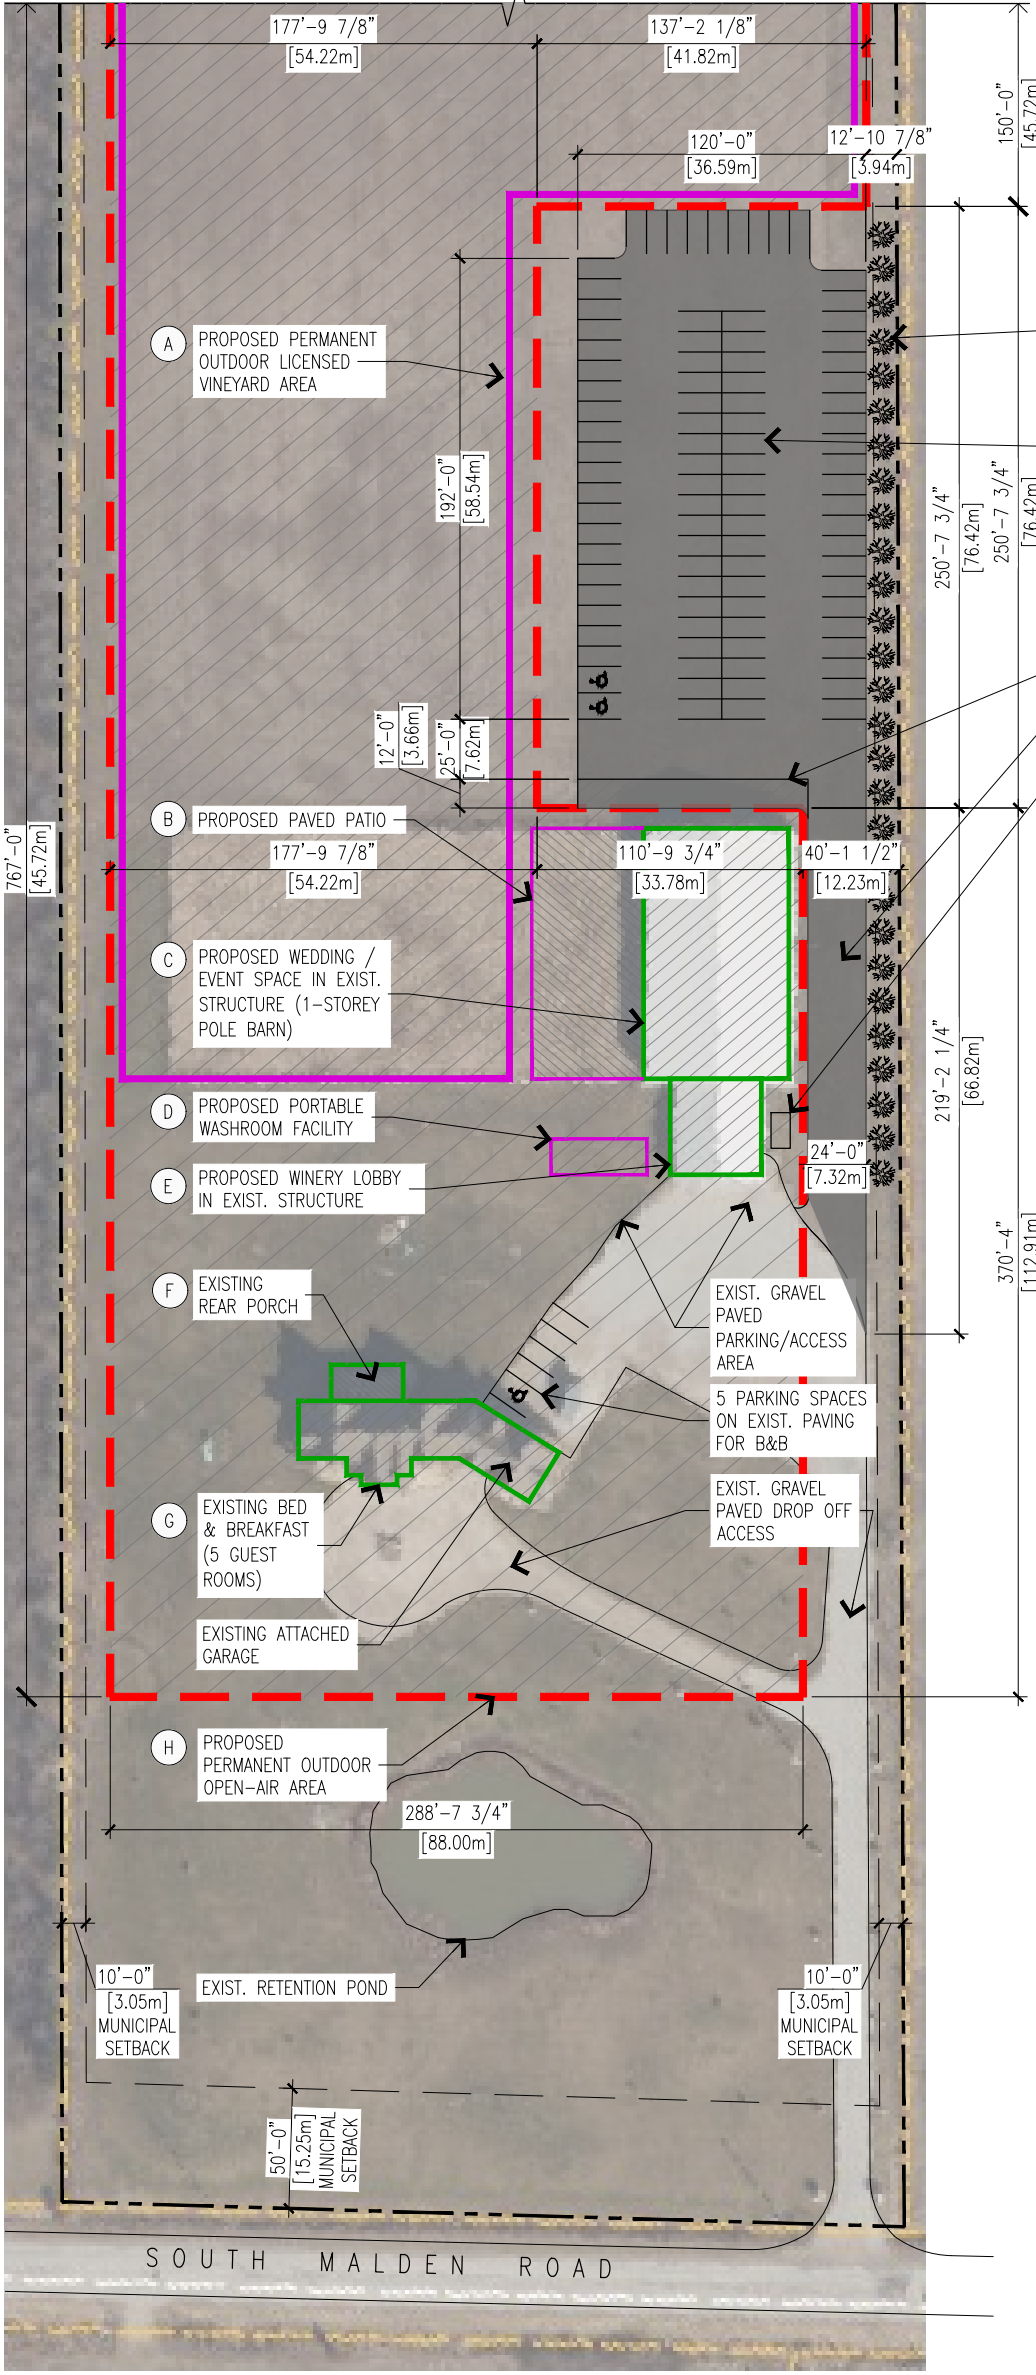 177'-9 7/8"
[54.22m]
137'-2 1/8"
[41.82m]
150'-0"
[45.72m]
120'-0"
[36.59m]
12'-10 7/8"
[3.94m]
A
PROPOSED PERMANENT
OUTDOOR LICENSED
VINEYARD AREA
192'-0"
[58.54m]
250'-7 3/4"
[76.42m]
250'-7 3/4"
[76.42m]
12'-0"
[3.66m]
25'-0"
[7.62m]
767'-0"
[45.72m]
B
PROPOSED PAVED PATIO
177'-9 7/8"
[54.22m]
110'-9 3/4"
[33.78m]
40'-1 1/2"
[12.23m]
C
PROPOSED WEDDING /
EVENT SPACE IN EXIST.
STRUCTURE (1-STOREY
POLE BARN)
219'-2 1/4"
[66.82m]
D
PROPOSED PORTABLE
WASHROOM FACILITY
24'-0"
[7.32m]
E
PROPOSED WINERY LOBBY
IN EXIST. STRUCTURE
370'-4"
[112.91m]
F
EXISTING
REAR PORCH
EXIST. GRAVEL
PAVED
PARKING/ACCESS
AREA
5 PARKING SPACES
ON EXIST. PAVING
FOR B&B
G
EXISTING BED
& BREAKFAST
(5 GUEST
ROOMS)
EXIST. GRAVEL
PAVED DROP OFF
ACCESS
EXISTING ATTACHED
GARAGE
H
PROPOSED
PERMANENT OUTDOOR
OPEN-AIR AREA
288'-7 3/4"
[88.00m]
EXIST. RETENTION POND
10'-0"
[3.05m]
MUNICIPAL
SETBACK
10'-0"
[3.05m]
MUNICIPAL
SETBACK
50'-0"
[15.25m]
MUNICIPAL
SETBACK
SOUTH MALDEN ROAD